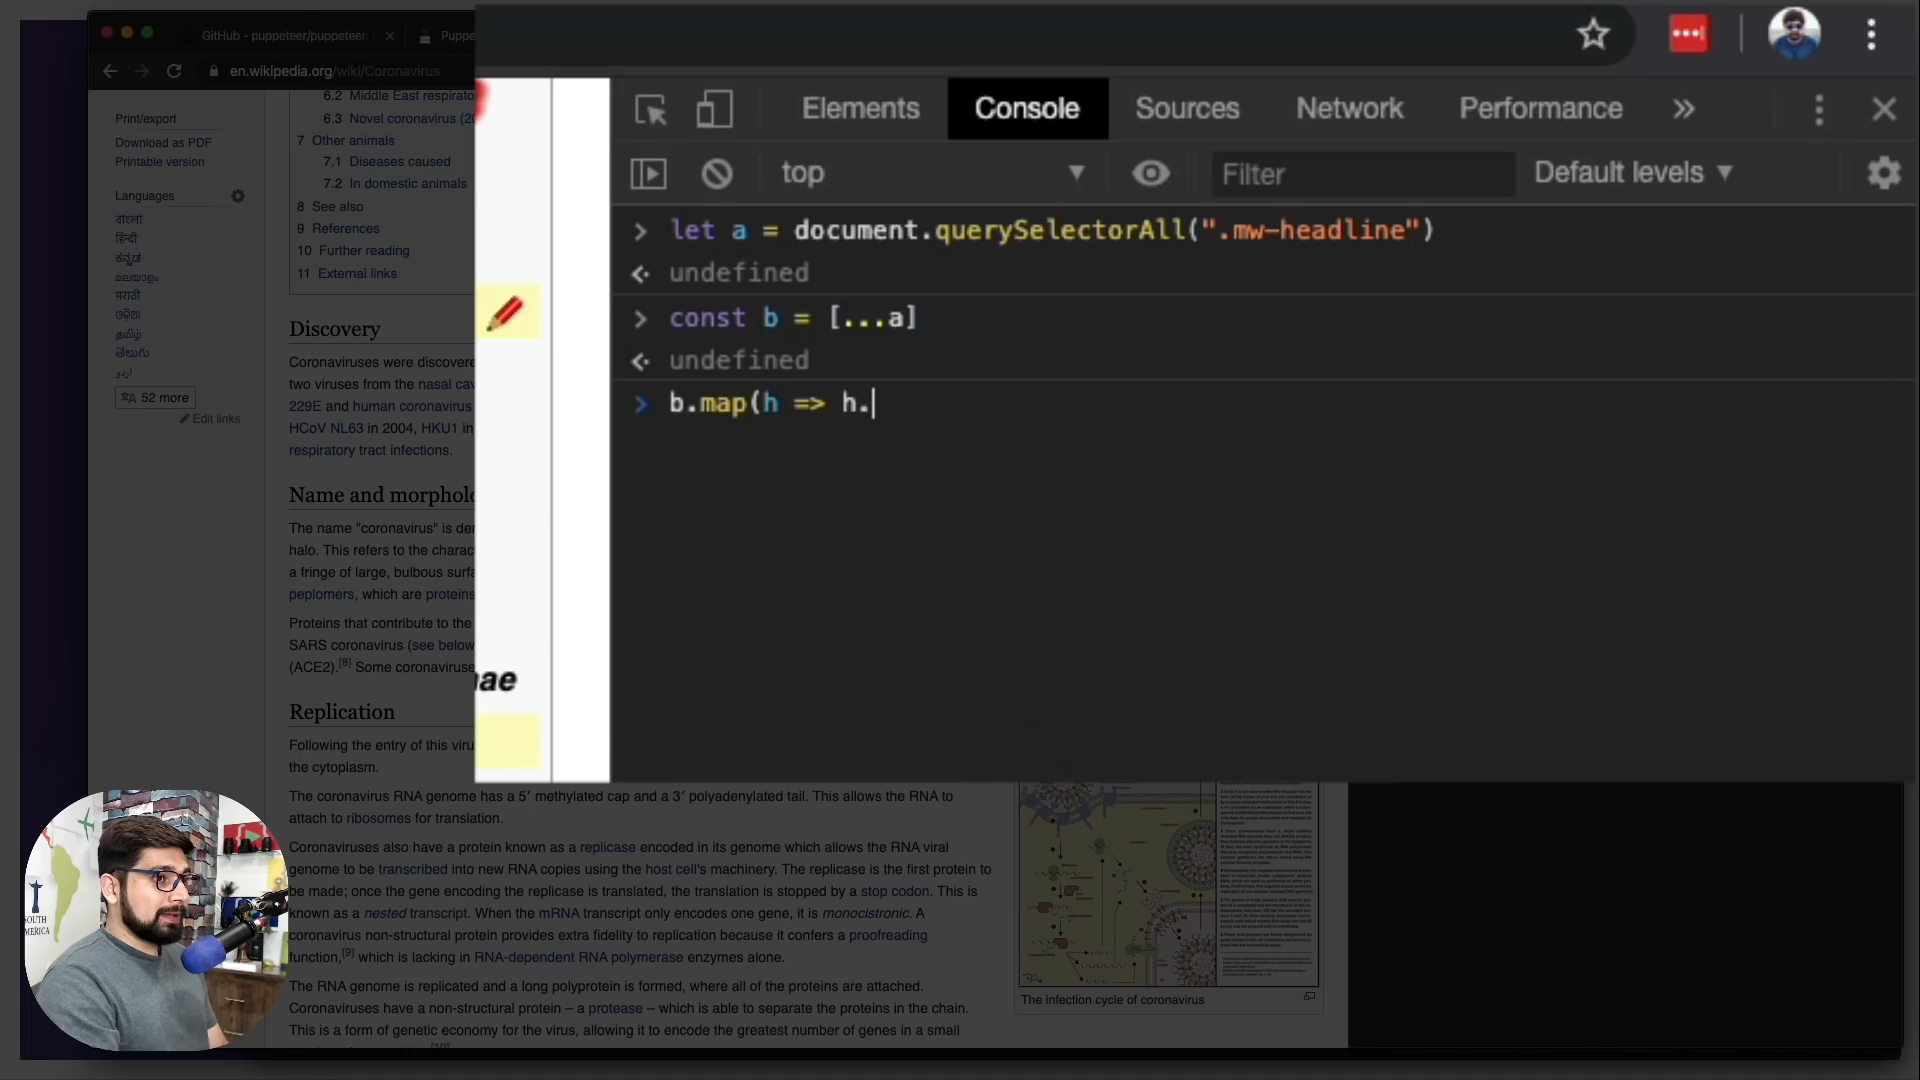 GitHub - puppeteer/puppeteer:
Puppe
en.wikipedia.org/wiki/Coronavirus
Print/export
Download as PDF
Printable version
Languages
বাংলা
हिन्दी
ಕನ್ನಡ
മലയാളം
मराठी
ଓଡ଼ିଆ
தமிழ்
తెలుగు
اردو
52 more
Edit links
6.2 Middle East respirato
6.3 Novel coronavirus (20
7 Other animals
7.1 Diseases caused
7.2 In domestic animals
8 See also
9 References
10 Further reading
11 External links
Discovery
Coronaviruses were discovere
two viruses from the nasal cav
229E and human coronavirus
HCoV NL63 in 2004, HKU1 in
respiratory tract infections.
Name and morpholo
The name "coronavirus" is der
halo. This refers to the charac
a fringe of large, bulbous surfa
peplomers, which are proteins
Proteins that contribute to the
SARS coronavirus (see below
(ACE2).[8] Some coronaviruse
Replication
Following the entry of this viru
the cytoplasm.
The coronavirus RNA genome has a 5′ methylated cap and a 3′ polyadenylated tail. This allows the RNA to
attach to ribosomes for translation.
Coronaviruses also have a protein known as a replicase encoded in its genome which allows the RNA viral
genome to be transcribed into new RNA copies using the host cell's machinery. The replicase is the first protein to
be made; once the gene encoding the replicase is translated, the translation is stopped by a stop codon. This is
known as a nested transcript. When the mRNA transcript only encodes one gene, it is monocistronic. A
coronavirus non-structural protein provides extra fidelity to replication because it confers a proofreading
function,[9] which is lacking in RNA-dependent RNA polymerase enzymes alone.
The RNA genome is replicated and a long polyprotein is formed, where all of the proteins are attached.
Coronaviruses have a non-structural protein – a protease – which is able to separate the proteins in the chain.
This is a form of genetic economy for the virus, allowing it to encode the greatest number of genes in a small
[10]
The infection cycle of coronavirus
nae
Elements Console Sources Network Performance »
top ▼ Filter Default levels ▼
> let a = document.querySelectorAll(".mw-headline")
undefined
> const b = [...a]
undefined
> b.map(h => h.
SOUTH
AMERICA